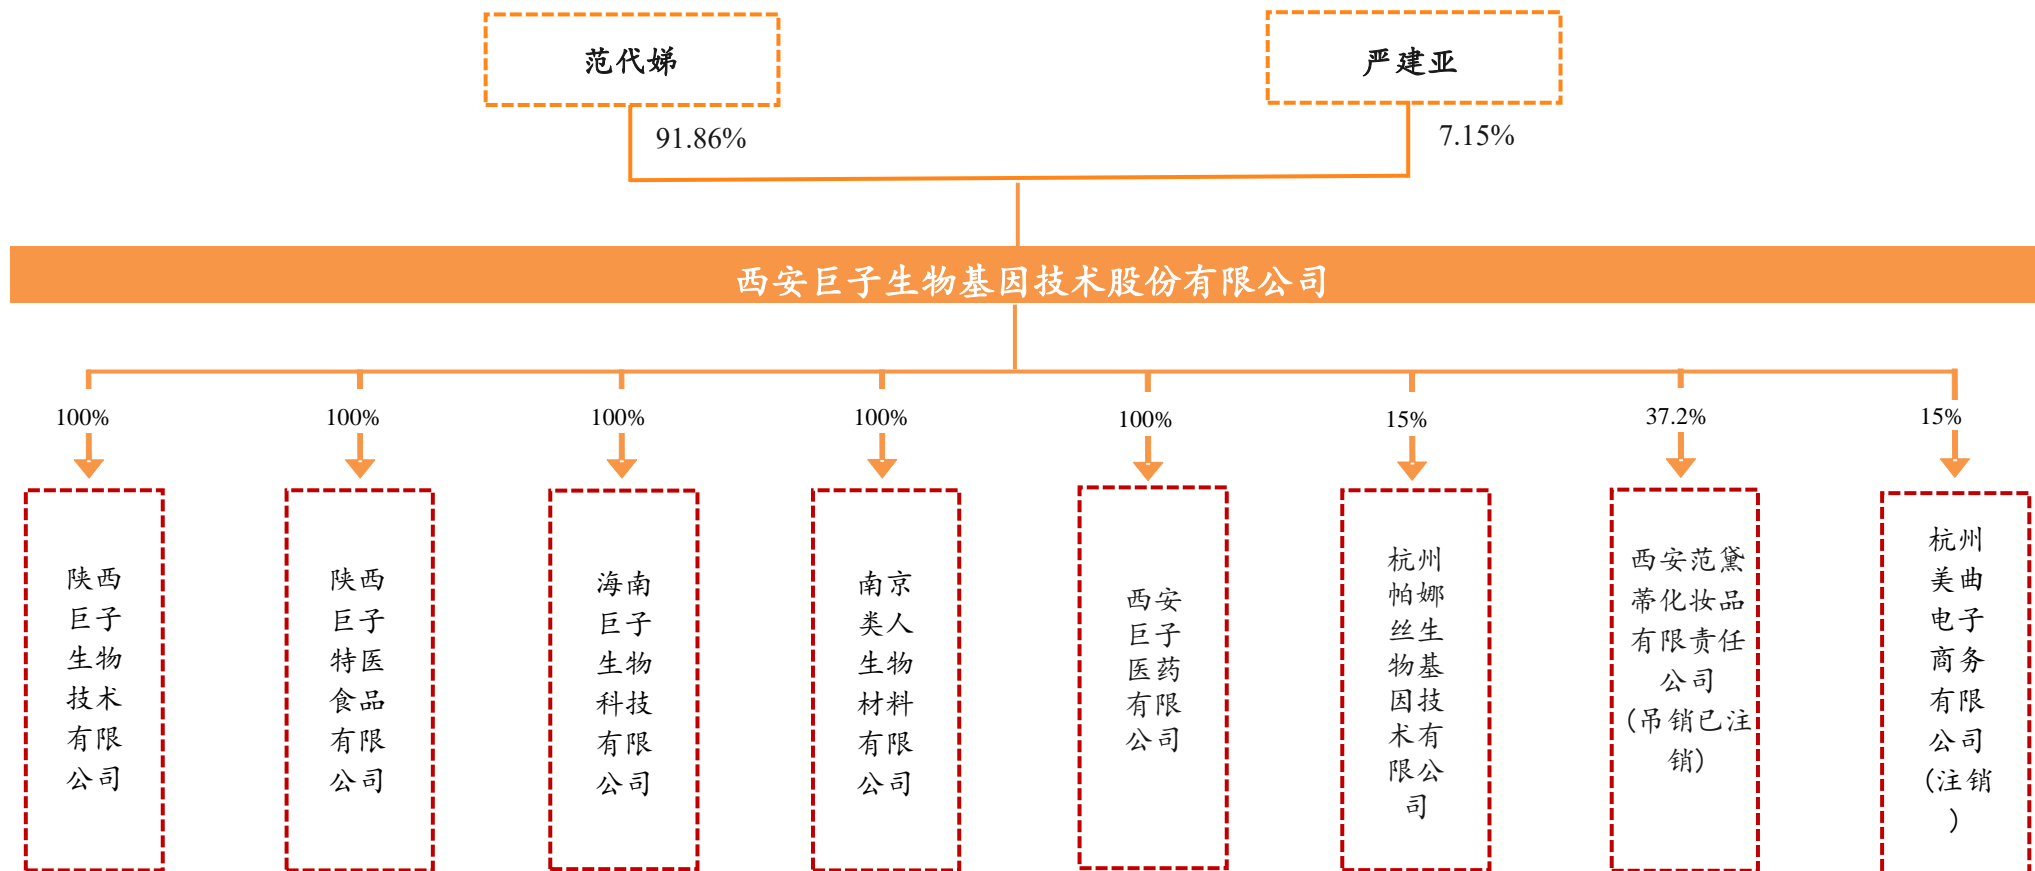 范代娣
严建亚
91.86%
7.15%
西安巨子生物基因技术股份有限公司
100%
100%
100%
100%
100%
15%
37.2%
15%
陕西
巨子
生物
技术
有限
公司
陕西
巨子
特医
食品
有限
公司
海南
巨子
生物
科技
有限
公司
南京
类人
生物
材料
有限
公司
西安
巨子
医药
有限
公司
杭州
帕娜
丝生
物基
因技
术有
限公
司
西安范黛
蒂化妆品
有限责任
公司
(吊销已注
销)
杭州
美曲
电子
商务
有限
公司
(注销
)